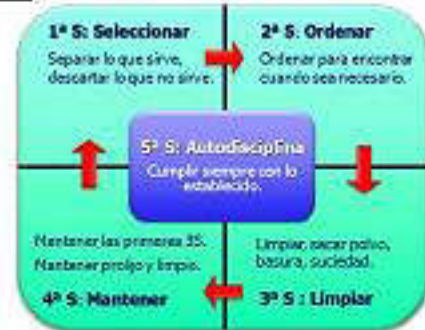 1ª S: Seleccionar
Separar lo que sirve,
descartar lo que no sirve.
2ª S. Ordenar
Ordenar para encontrar
cuando sea necesario.
5ª S: Autodisciplina
Cumplir siempre con lo
establecido.
Mantener las primeras 3S.
Mantener prolijo y limpio.
4ª S: Mantener
Limpiar, sacar polvo,
basura, suciedad.
3ª S : Limpiar